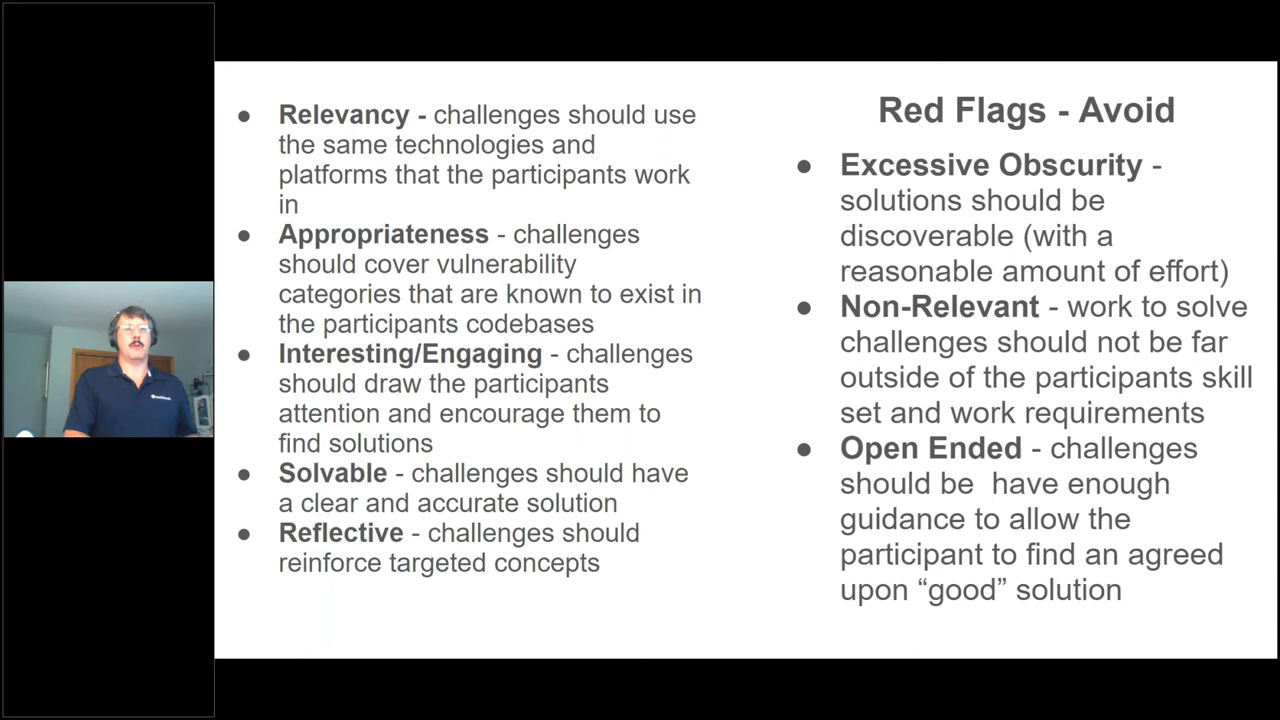 ● Relevancy - challenges should use
the same technologies and
platforms that the participants work
in
● Appropriateness - challenges
should cover vulnerability
categories that are known to exist in
the participants codebases
● Interesting/Engaging - challenges
should draw the participants
attention and encourage them to
find solutions
● Solvable - challenges should have
a clear and accurate solution
● Reflective - challenges should
reinforce targeted concepts
Red Flags - Avoid
● Excessive Obscurity -
solutions should be
discoverable (with a
reasonable amount of effort)
● Non-Relevant - work to solve
challenges should not be far
outside of the participants skill
set and work requirements
● Open Ended - challenges
should be  have enough
guidance to allow the
participant to find an agreed
upon “good” solution